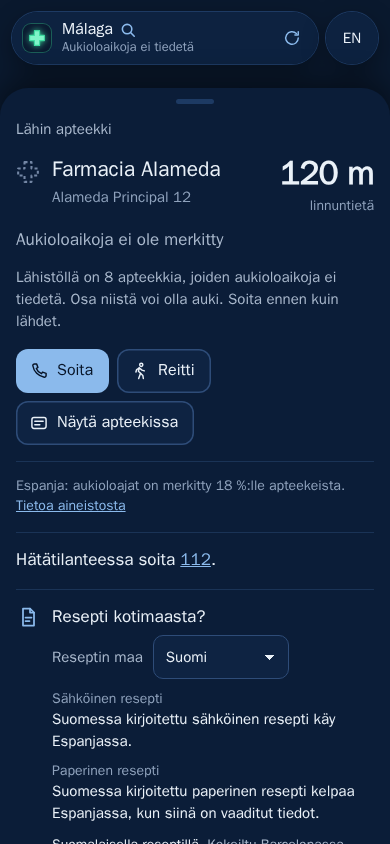 Málaga
Aukioloaikoja ei tiedetä
EN
Lähin apteekki
Farmacia Alameda
120 m
Alameda Principal 12
linnuntietä
Aukioloaikoja ei ole merkitty
Lähistöllä on 8 apteekkia, joiden aukioloaikoja ei
tiedetä. Osa niistä voi olla auki. Soita ennen kuin
lähdet.
Soita
Reitti
Näytä apteekissa
Espanja: aukioloajat on merkitty 18 %:lle apteekeista.
Tietoa aineistosta
Hätätilanteessa soita 112.
Resepti kotimaasta?
Reseptin maa
Suomi
Sähköinen resepti
Suomessa kirjoitettu sähköinen resepti käy
Espanjassa.
Paperinen resepti
Suomessa kirjoitettu paperinen resepti kelpaa
Espanjassa, kun siinä on vaaditut tiedot.
Suomalaisella reseptillä. Kokeiltu Barcelonassa